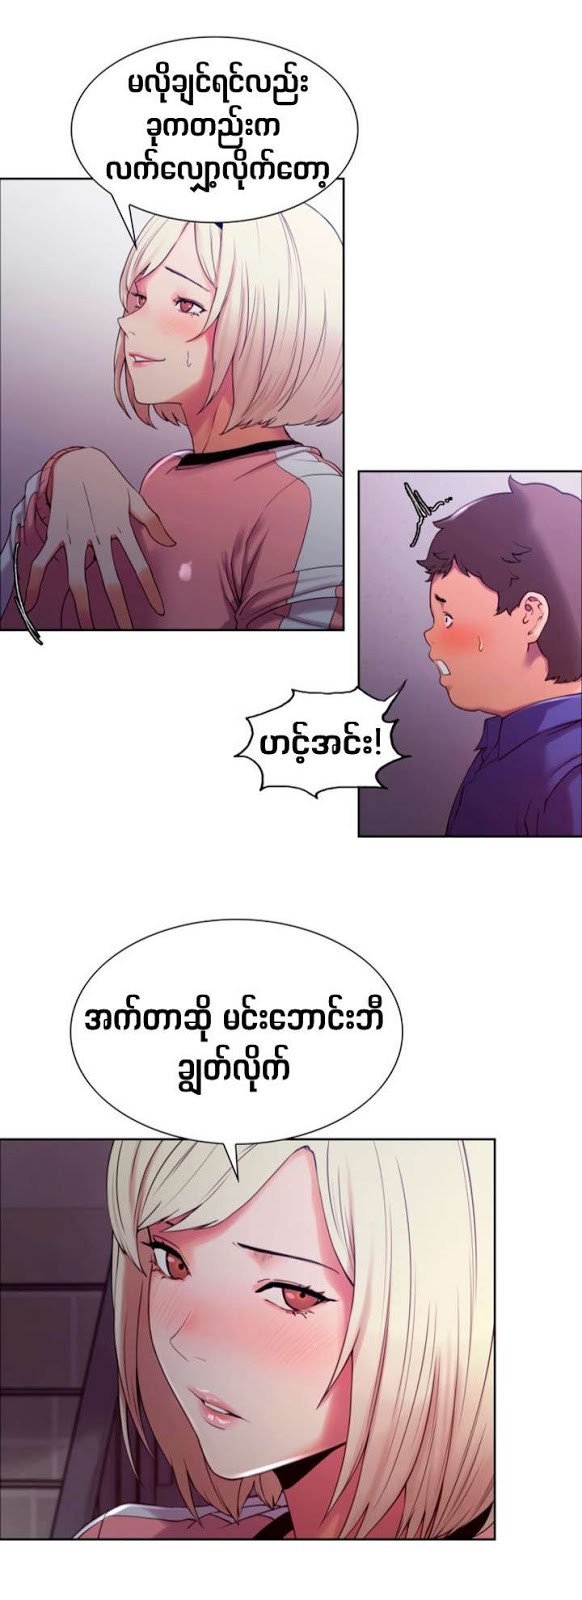 မလိုချင်ရင်လည်း
ခုကတည်းက
လက်လျှော့လိုက်တော့
ဟင့်အင်း!
အက်တာဆို မင်းဘောင်းဘီ
ချွတ်လိုက်